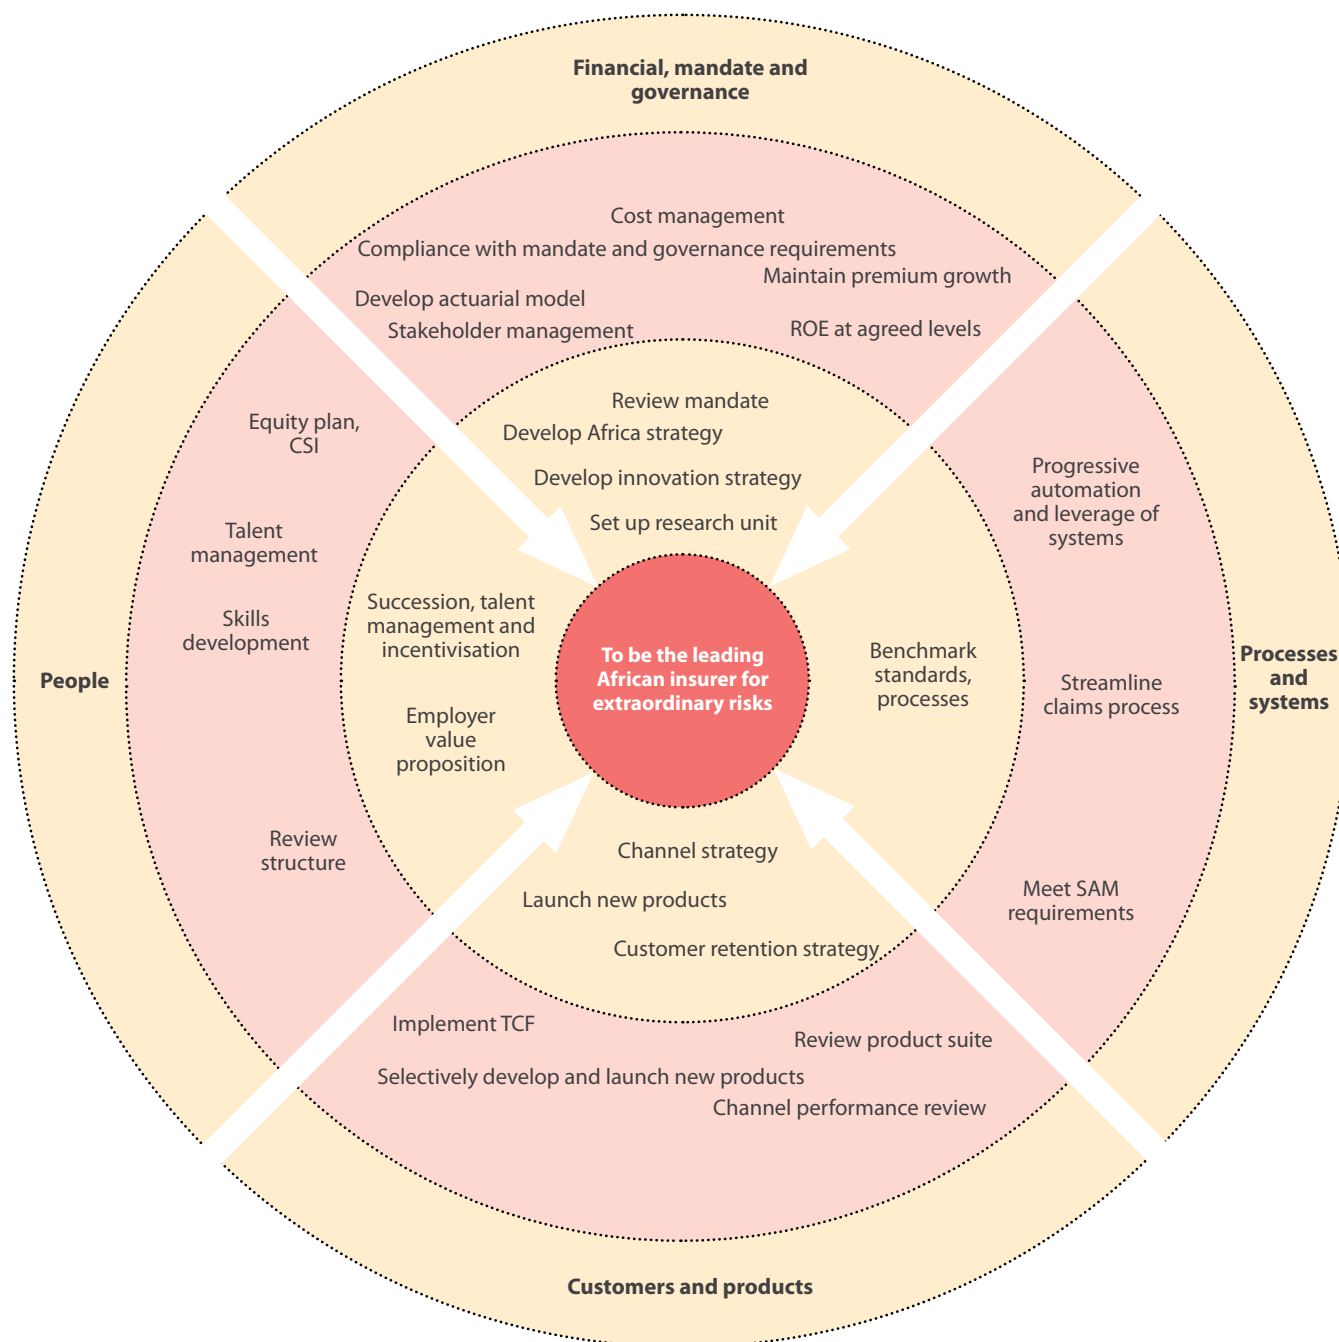 Financial, mandate and
governance
Cost management
Compliance with mandate and governance requirements
Maintain premium growth
Develop actuarial model
Stakeholder management
ROE at agreed levels
Review mandate
Develop Africa strategy
Develop innovation strategy
Set up research unit
Equity plan,
CSI
Talent
management
Skills
development
People
Review
structure
Succession, talent
management and
incentivisation
Employer
value
proposition
To be the leading
African insurer for
extraordinary risks
Benchmark
standards,
processes
Progressive
automation
and leverage of
systems
Streamline
claims process
Meet SAM
requirements
Processes
and
systems
Channel strategy
Launch new products
Customer retention strategy
Implement TCF
Review product suite
Selectively develop and launch new products
Channel performance review
Customers and products